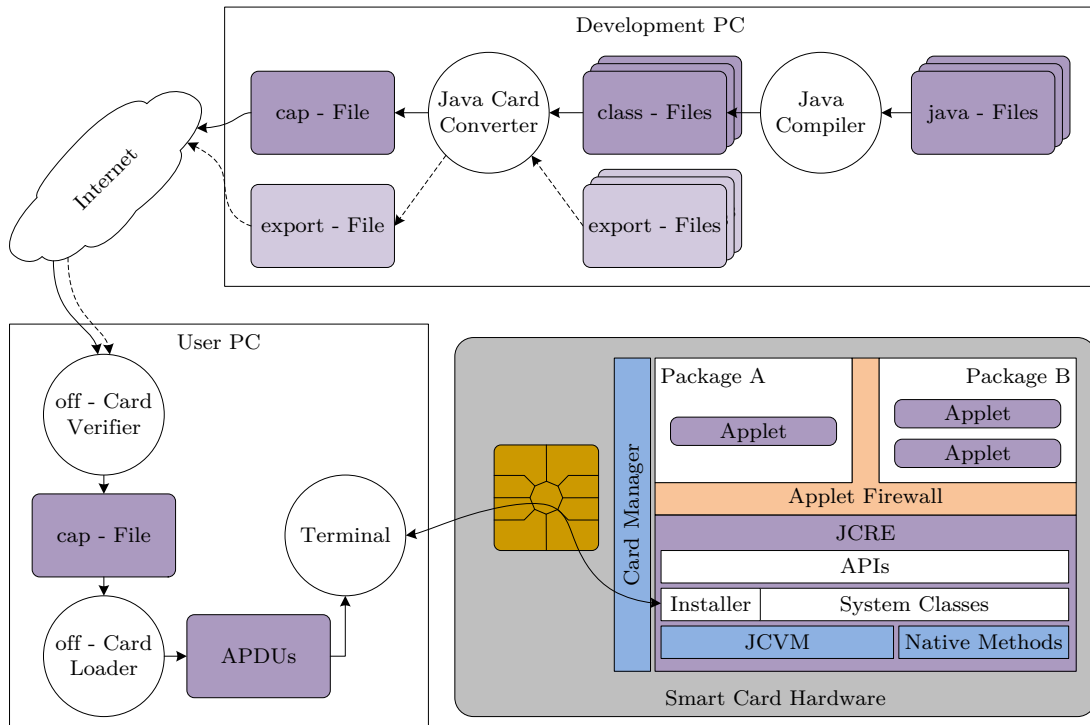 Development PC
cap - File
Java Card
Converter
class - Files
Java
Compiler
java - Files
export - File
export - Files
Internet
User PC
off - Card
Verifier
cap - File
off - Card
Loader
APDUs
Terminal
Card Manager
Package A
Applet
Package B
Applet
Applet
Applet Firewall
JCRE
APIs
Installer
System Classes
JCVM
Native Methods
Smart Card Hardware